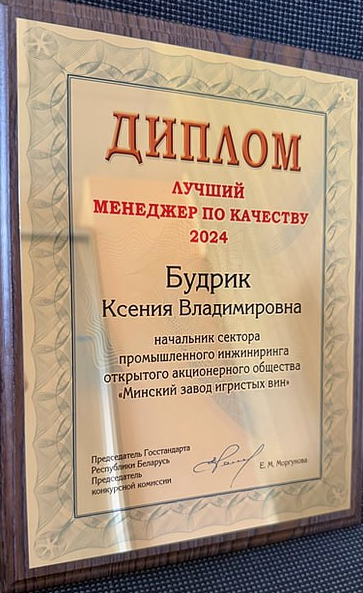 ДИПЛОМ
ЛУЧШИЙ
МЕНЕДЖЕР ПО КАЧЕСТВУ
2024
Будрик
Ксения Владимировна
начальник сектора
промышленного инжиниринга
открытого акционерного общества
«Минский завод игристых вин»
Председатель Госстандарта
Республики Беларусь
Председатель
конкурсной комиссии
Е. М. Моргунова